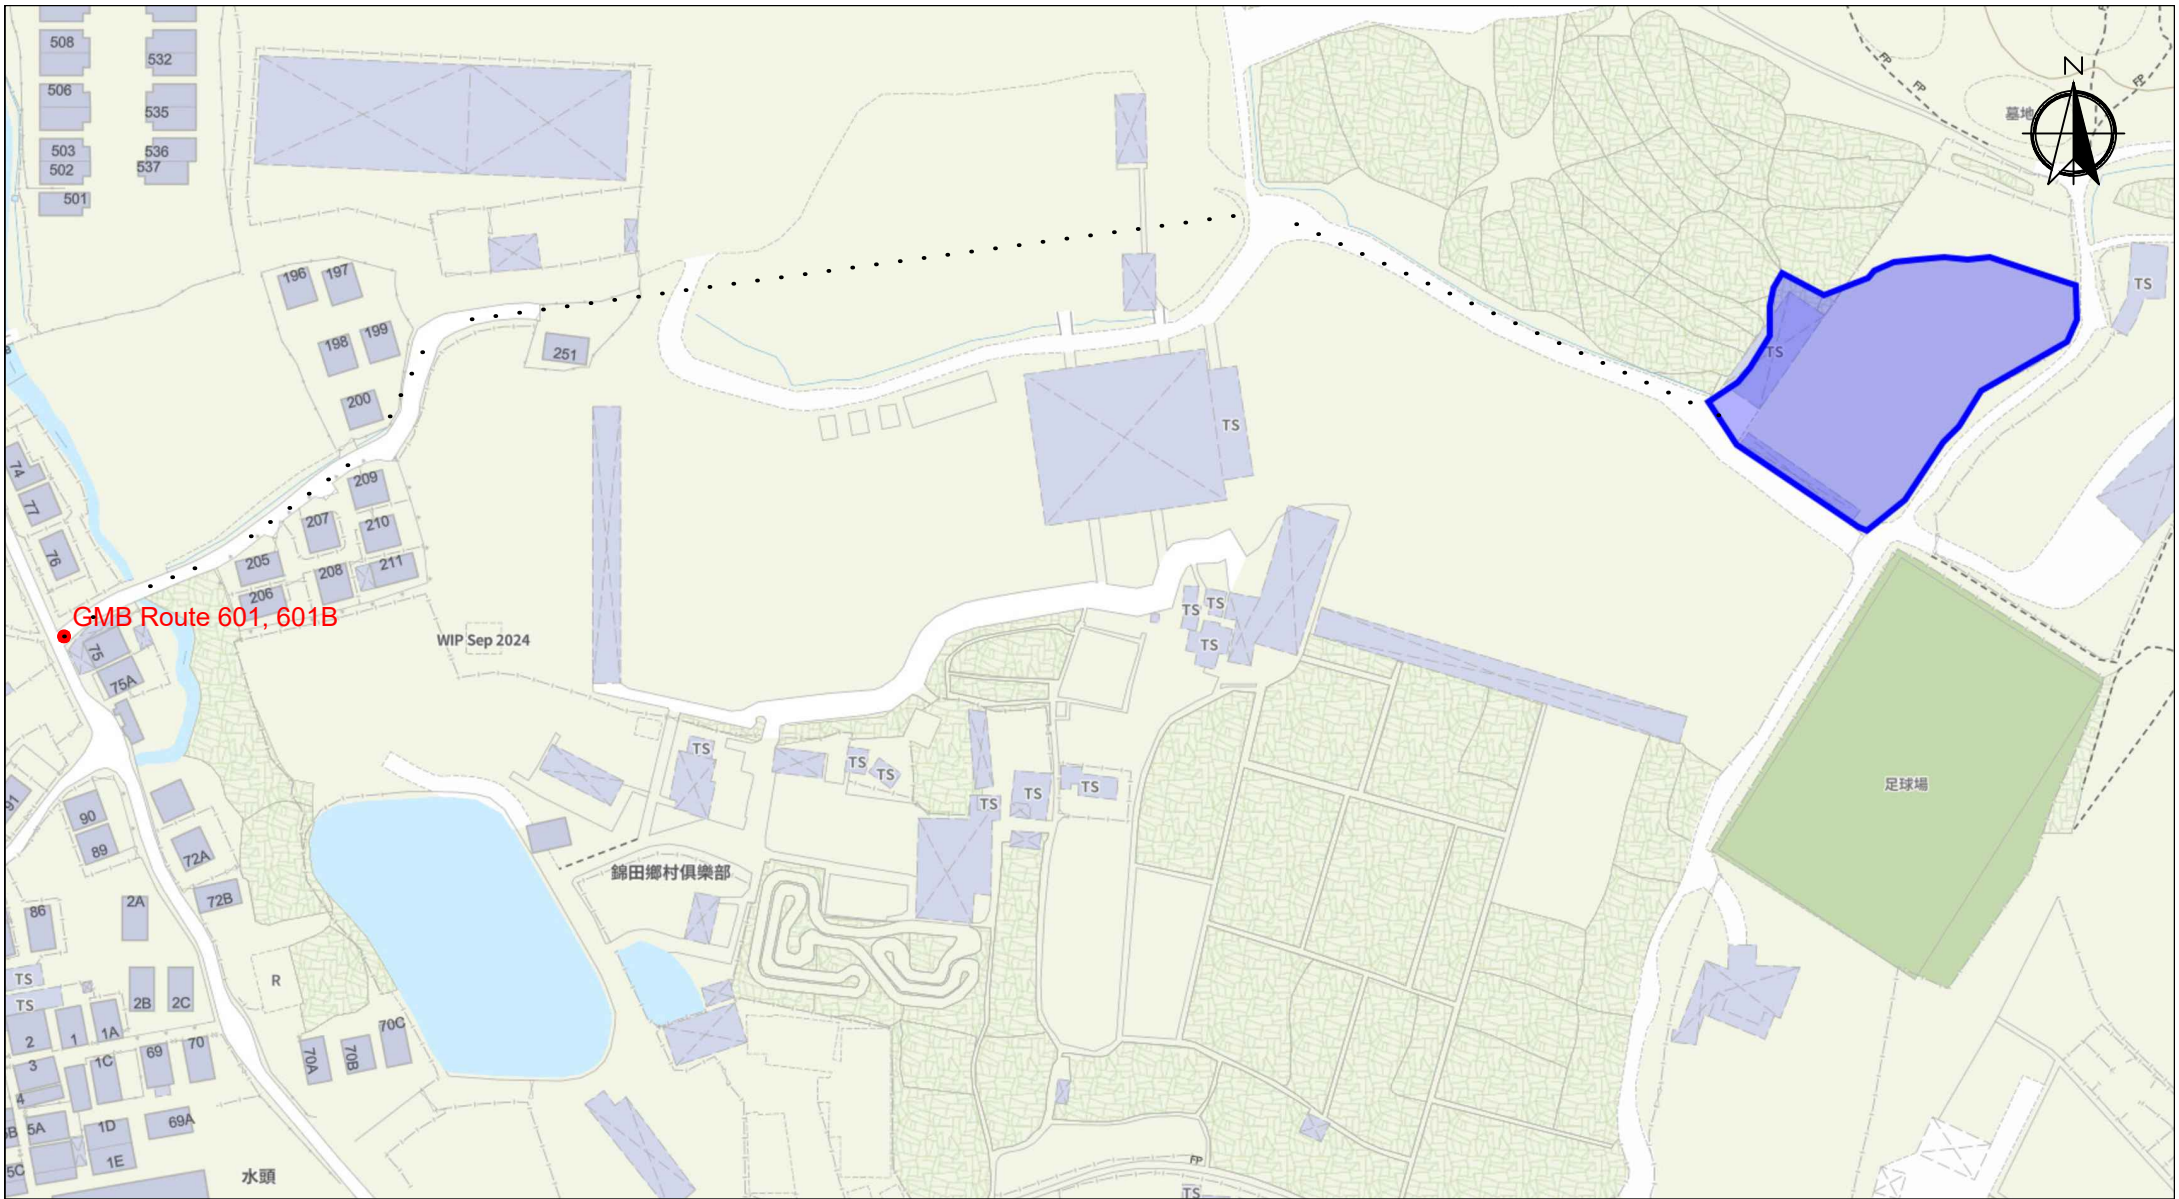 508
532
506
535
503
536
502
537
501
FP
FP
FP
N
墓地
196
197
TS
198
199
251
TS
200
TS
74
77
209
76
207
210
205
208
211
206
GMB Route 601, 601B
TS
TS
WIP Sep 2024
TS
75
75A
TS
TS
TS
TS
TS
TS
足球場
91
90
89
72A
錦田鄉村俱樂部
72B
2A
86
TS
R
TS
2B
2C
2
1
1A
70C
3
1C
69
70
70A
70B
4
5A
1D
69A
1E
5C
水頭
FP
TS